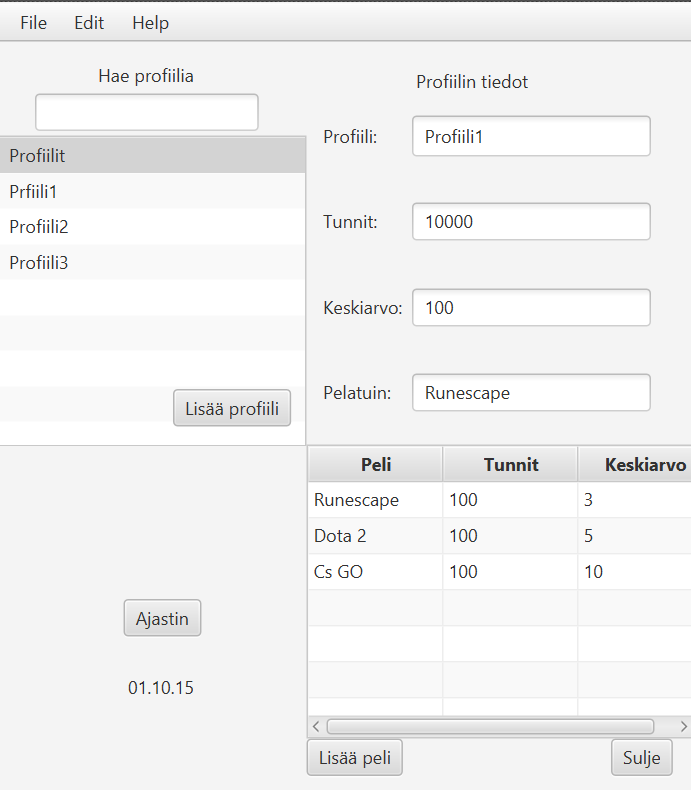 File Edit Help
Hae profiilia
Profiilit
Prfiili1
Profiili2
Profiili3
Lisää profiili
Profiilin tiedot
Profiili: Profiili1
Tunnit: 10000
Keskiarvo: 100
Pelatuin: Runescape
Peli Tunnit Keskiarvo
Runescape 100 3
Dota 2 100 5
Cs GO 100 10
Ajastin
01.10.15
Lisää peli Sulje